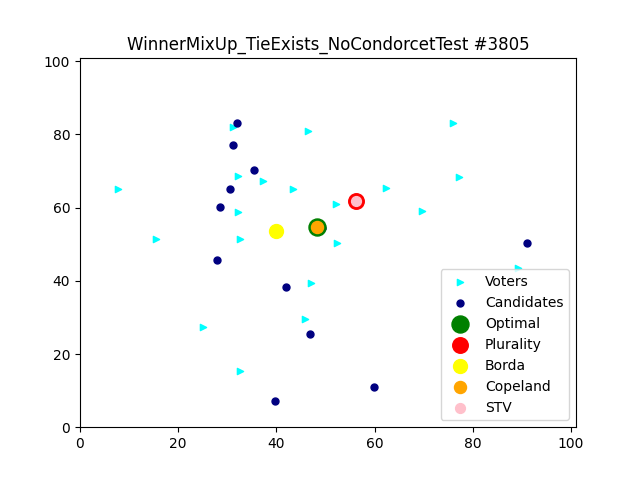 WinnerMixUp_TieExists_NoCondorcetTest #3805
100
80
60
40
20
0
Voters
Candidates
Optimal
Plurality
Borda
Copeland
STV
0 20 40 60 80 100